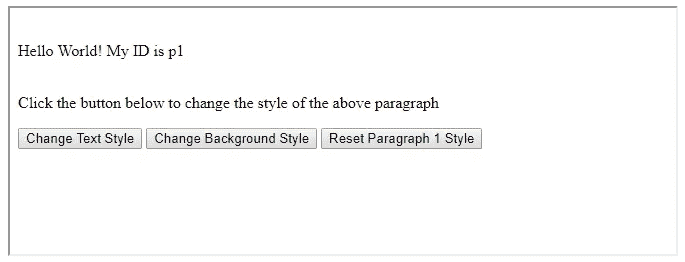 Hello World! My ID is p1
Click the button below to change the style of the above paragraph
Change Text Style Change Background Style Reset Paragraph 1 Style